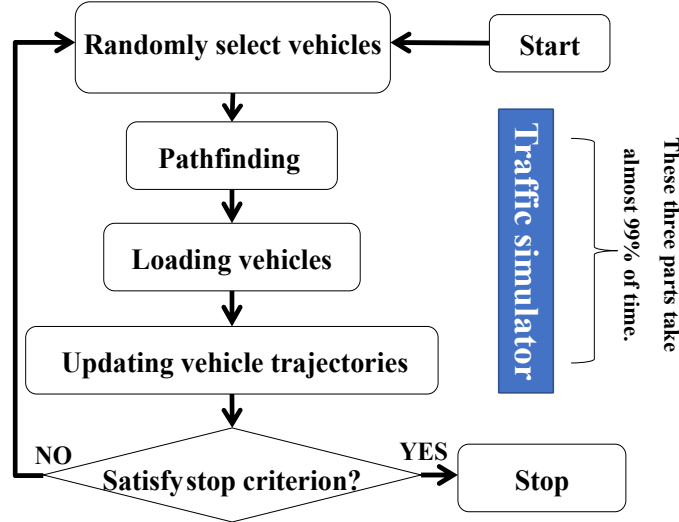 Randomly select vehicles
Start
Pathfinding
Loading vehicles
Updating vehicle trajectories
Traffic simulator
These three parts take
almost 99% of time.
NO
Satisfy stop criterion?
YES
Stop